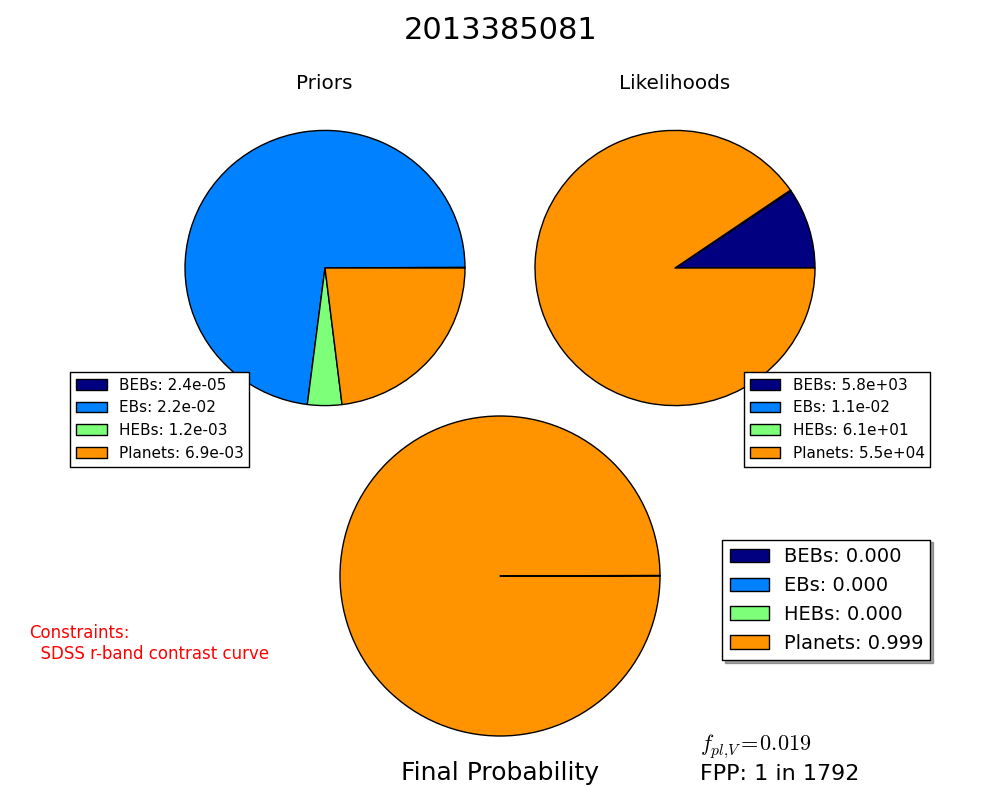 2013385081
Priors
Likelihoods
BEBs: 2.4e-05
EBs: 2.2e-02
HEBs: 1.2e-03
Planets: 6.9e-03
BEBs: 5.8e+03
EBs: 1.1e-02
HEBs: 6.1e+01
Planets: 5.5e+04
BEBs: 0.000
EBs: 0.000
HEBs: 0.000
Planets: 0.999
Constraints:
SDSS r-band contrast curve
f_{pl,V}=0.019
FPP: 1 in 1792
Final Probability